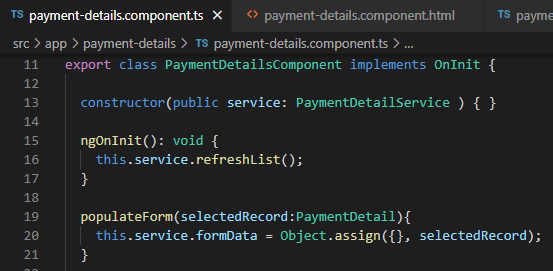 TS payment-details.component.ts
<> payment-details.component.html
TS payme
src > app > payment-details > TS payment-details.component.ts > ...
11 export class PaymentDetailsComponent implements OnInit {
12
13 constructor(public service: PaymentDetailService ) { }
14
15 ngOnInit(): void {
16 this.service.refreshList();
17 }
18
19 populateForm(selectedRecord:PaymentDetail){
20 this.service.formData = Object.assign({}, selectedRecord);
21 }